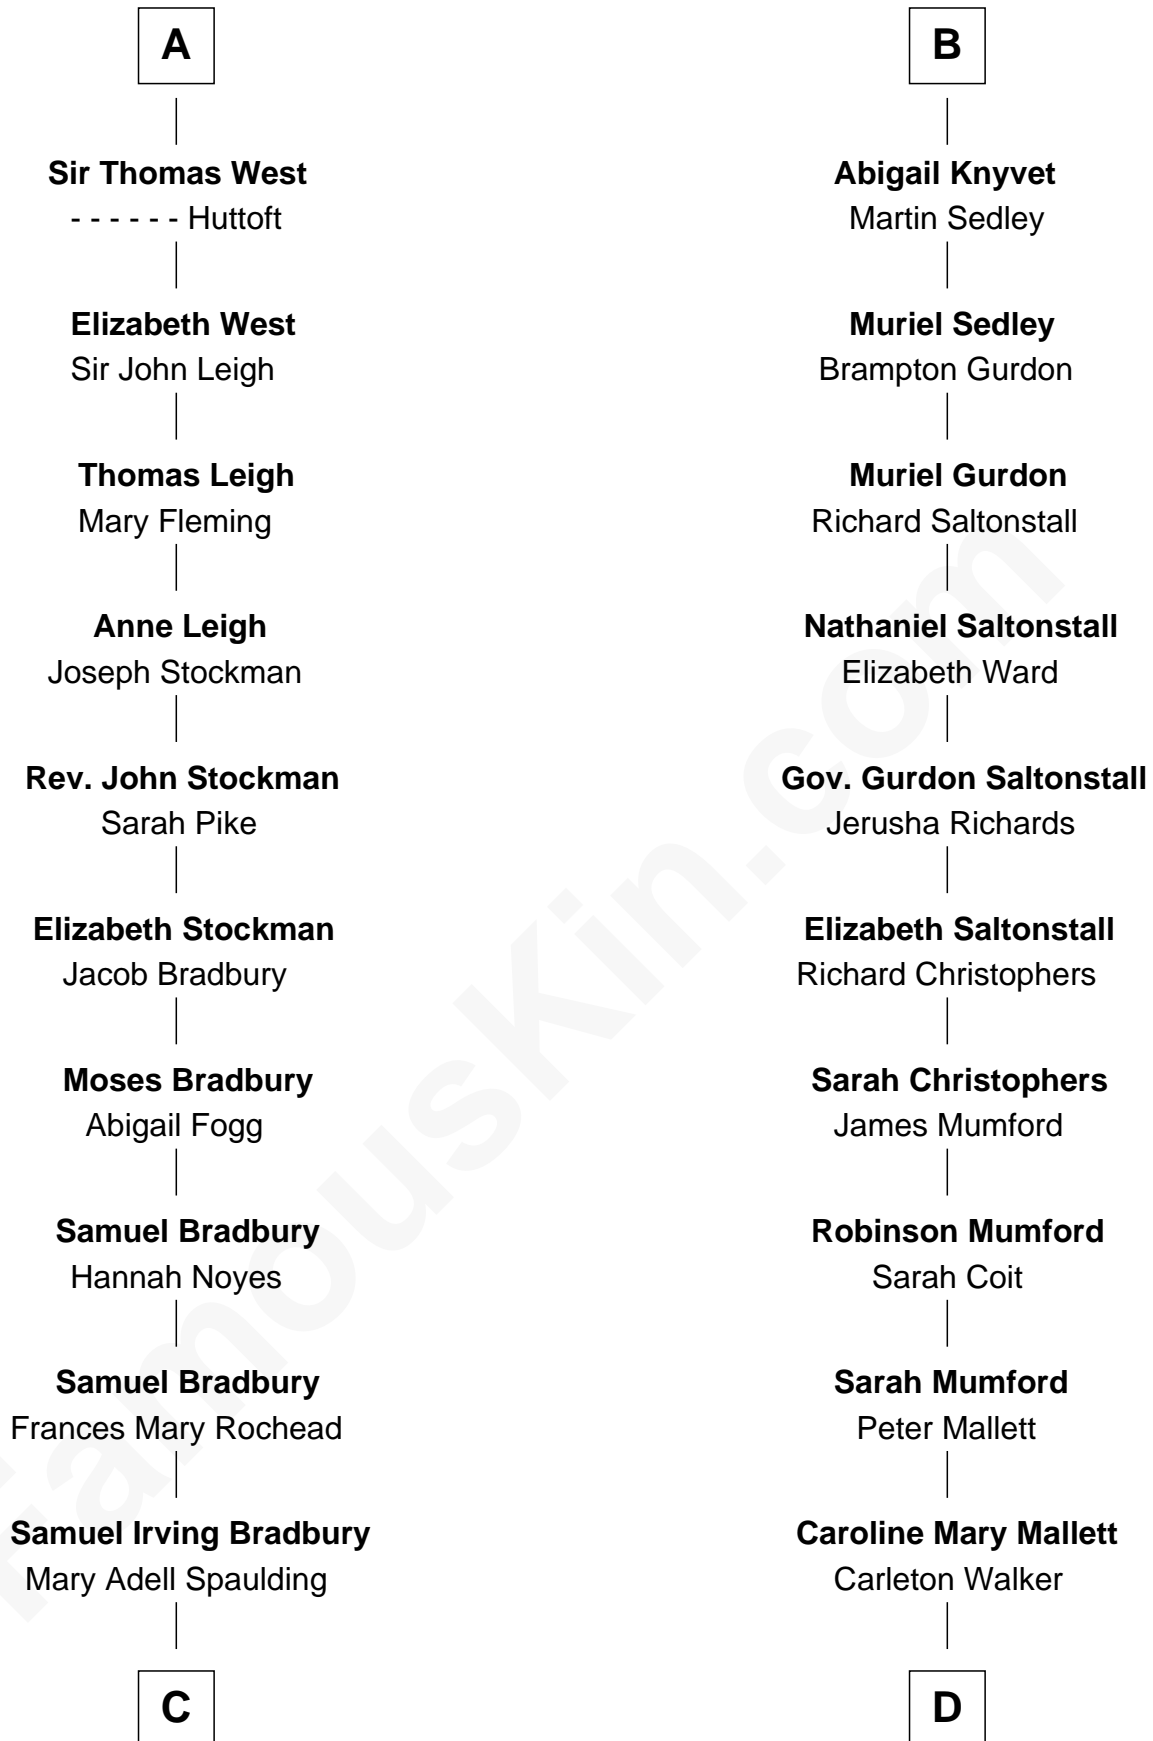 A
Sir Thomas West
- - - - - - Huttoft
Elizabeth West
Sir John Leigh
Thomas Leigh
Mary Fleming
Anne Leigh
Joseph Stockman
Rev. John Stockman
Sarah Pike
Elizabeth Stockman
Jacob Bradbury
Moses Bradbury
Abigail Fogg
Samuel Bradbury
Hannah Noyes
Samuel Bradbury
Frances Mary Rochead
Samuel Irving Bradbury
Mary Adell Spaulding
C
B
Abigail Knyvet
Martin Sedley
Muriel Sedley
Brampton Gurdon
Muriel Gurdon
Richard Saltonstall
Nathaniel Saltonstall
Elizabeth Ward
Gov. Gurdon Saltonstall
Jerusha Richards
Elizabeth Saltonstall
Richard Christophers
Sarah Christophers
James Mumford
Robinson Mumford
Sarah Coit
Sarah Mumford
Peter Mallett
Caroline Mary Mallett
Carleton Walker
D
FamousKin.com